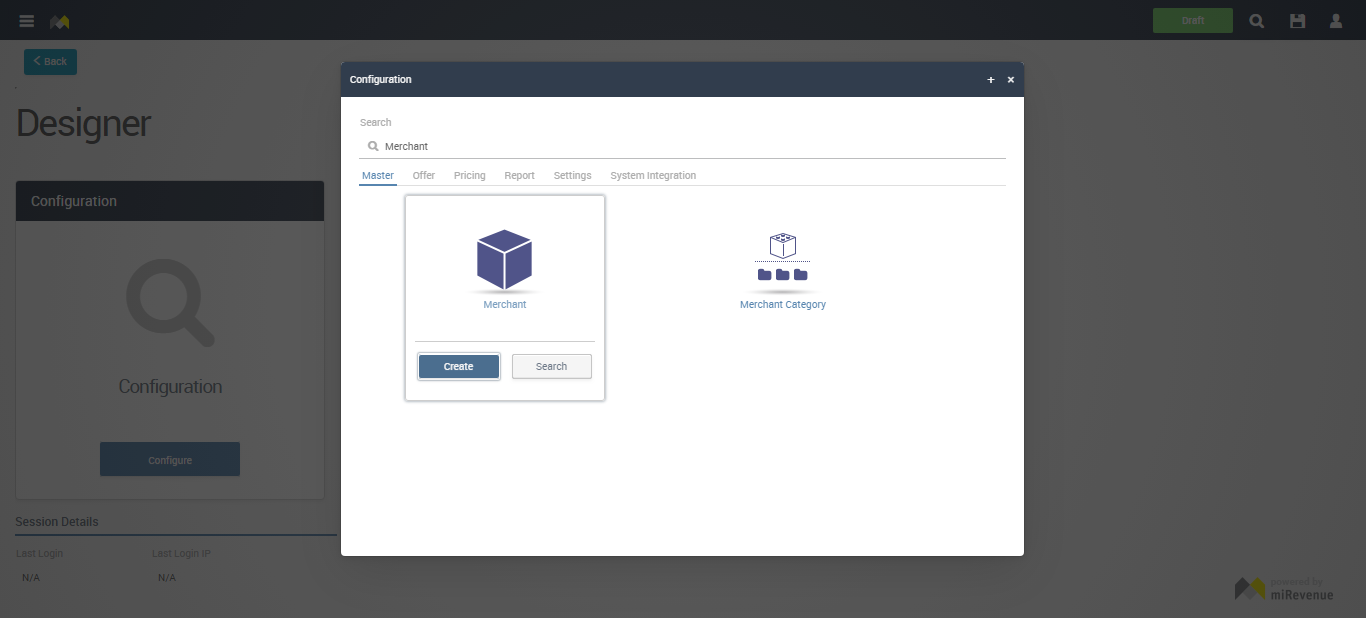 Draft
Back
Designer
Configuration
Configuration
Configure
Session Details
Last Login Last Login IP
N/A N/A
Configuration + ×
Search
Merchant
Master Offer Pricing Report Settings System Integration
Merchant Merchant Category
Create Search
powered by
miRevenue